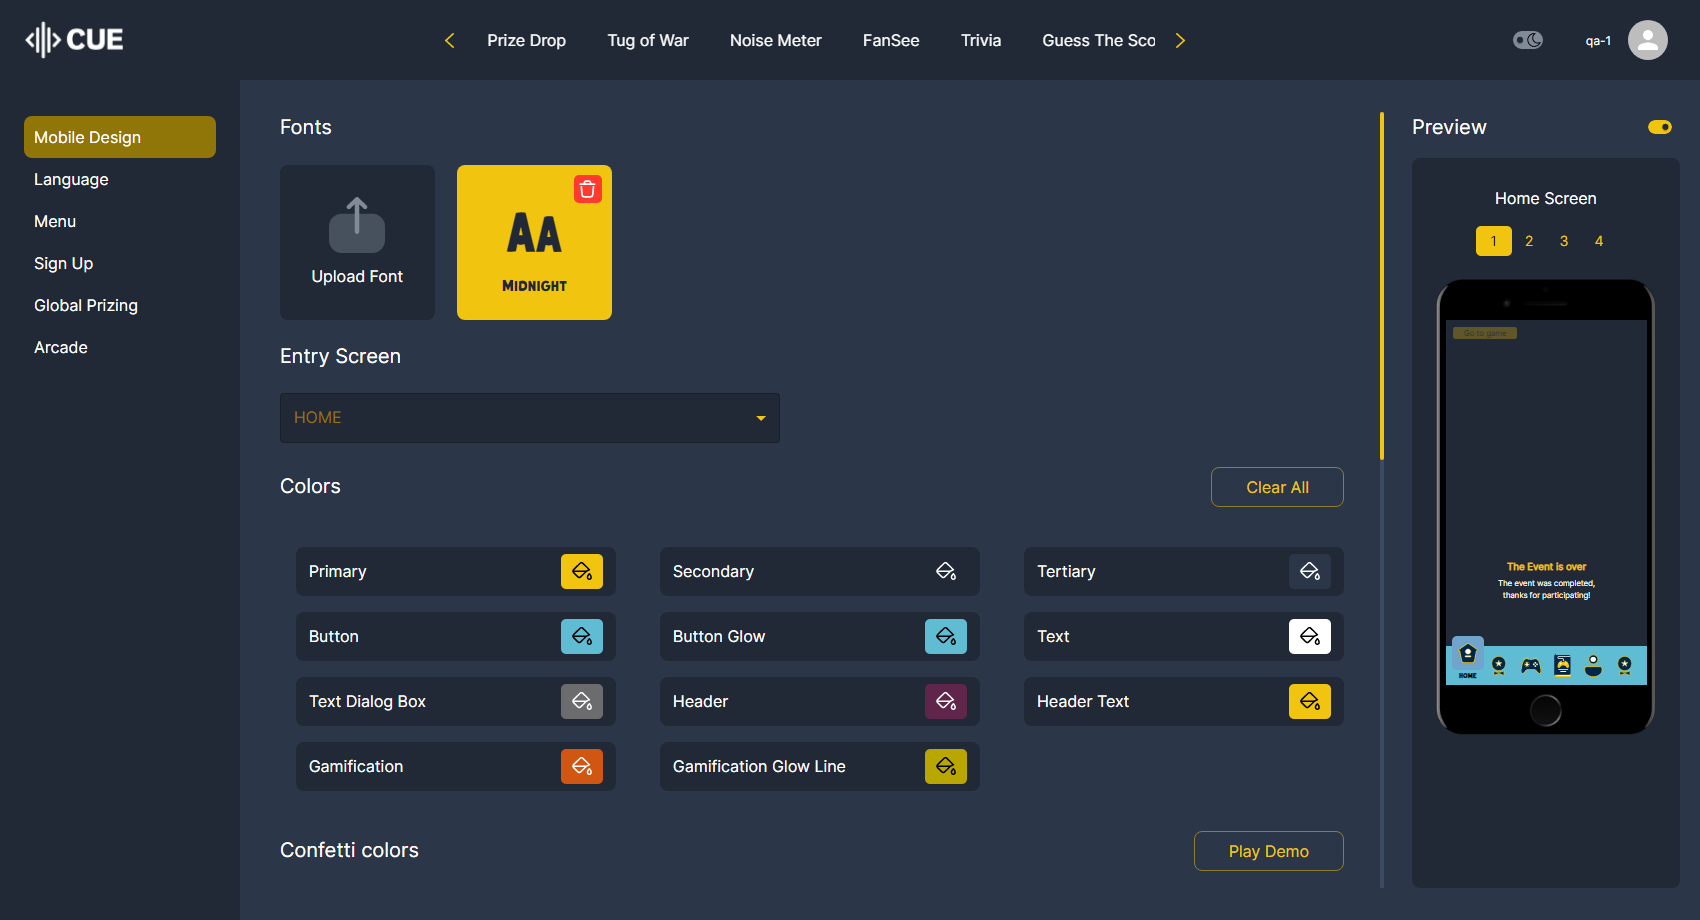 CUE
Prize Drop
Tug of War
Noise Meter
FanSee
Trivia
Guess The Sco
qa-1
Mobile Design
Language
Menu
Sign Up
Global Prizing
Arcade
Fonts
Upload Font
AA
MIDNIGHT
Entry Screen
HOME
Colors
Clear All
Primary
Secondary
Tertiary
Button
Button Glow
Text
Text Dialog Box
Header
Header Text
Gamification
Gamification Glow Line
Confetti colors
Play Demo
Preview
Home Screen
1 2 3 4
Go to game
The Event is over
The event was completed,
thanks for participating!
HOME